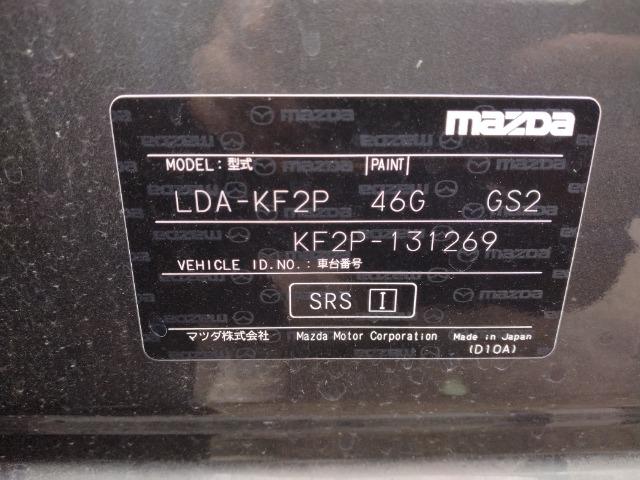 mazda
MODEL:型式 PAINT
LDA-KF2P 46G GS2
KF2P-131269
VEHICLE ID.NO.:車台番号
SRS I
マツダ株式会社 Mazda Motor Corporation Made in Japan
(D10A)